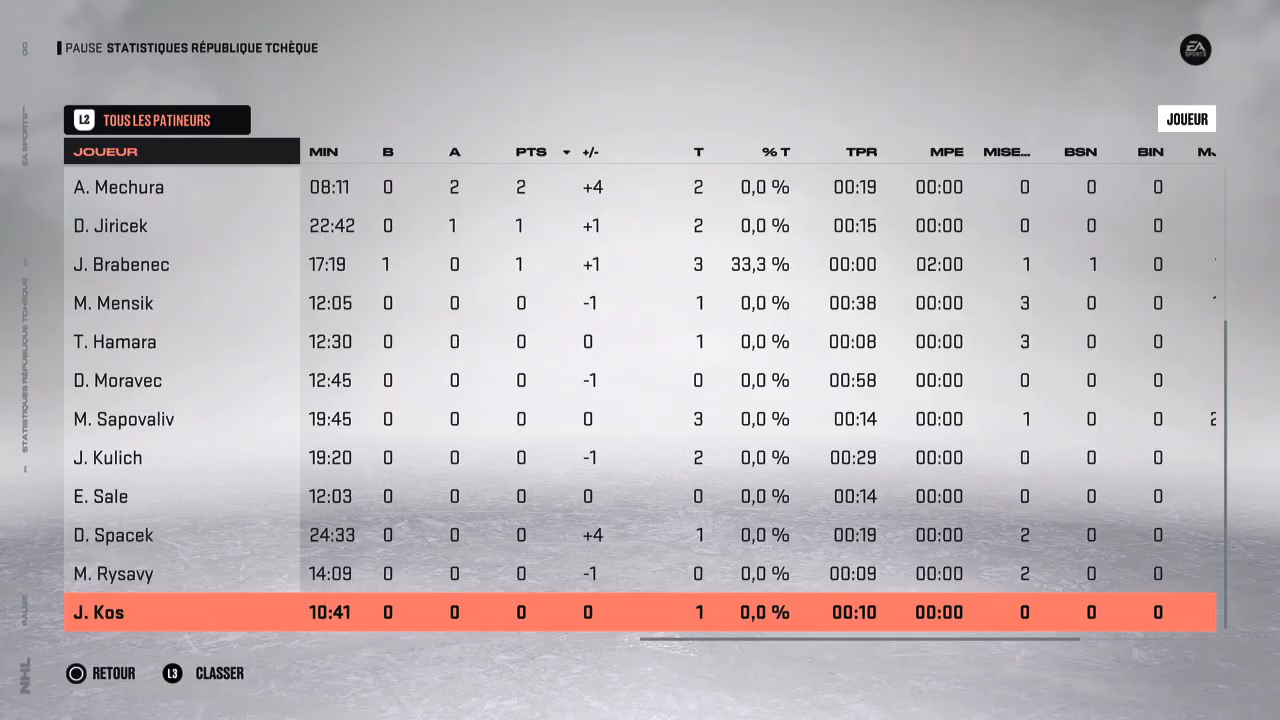 PAUSE STATISTIQUES RÉPUBLIQUE TCHÈQUE
EA SPORTS
L2 TOUS LES PATINEURS
JOUEUR
JOUEUR MIN B A PTS +/- T % T TPR MPE MISE... BSN BIN
A. Mechura 08:11 0 2 2 +4 2 0,0 % 00:19 00:00 0 0 0
D. Jiricek 22:42 0 1 1 +1 2 0,0 % 00:15 00:00 0 0 0
J. Brabenec 17:19 1 0 1 +1 3 33,3 % 00:00 02:00 1 1 0
M. Mensik 12:05 0 0 0 -1 1 0,0 % 00:38 00:00 3 0 0
T. Hamara 12:30 0 0 0 0 1 0,0 % 00:08 00:00 3 0 0
D. Moravec 12:45 0 0 0 -1 0 0,0 % 00:58 00:00 0 0 0
M. Sapovaliv 19:45 0 0 0 0 3 0,0 % 00:14 00:00 1 0 0
J. Kulich 19:20 0 0 0 -1 2 0,0 % 00:29 00:00 0 0 0
E. Sale 12:03 0 0 0 0 0 0,0 % 00:14 00:00 0 0 0
D. Spacek 24:33 0 0 0 +4 1 0,0 % 00:19 00:00 2 0 0
M. Rysavy 14:09 0 0 0 -1 0 0,0 % 00:09 00:00 2 0 0
J. Kos 10:41 0 0 0 0 1 0,0 % 00:10 00:00 0 0 0
RETOUR L3 CLASSER
NHL PAUSE » STATISTIQUES RÉPUBLIQUE TCHÈQUE » EA SPORTS™